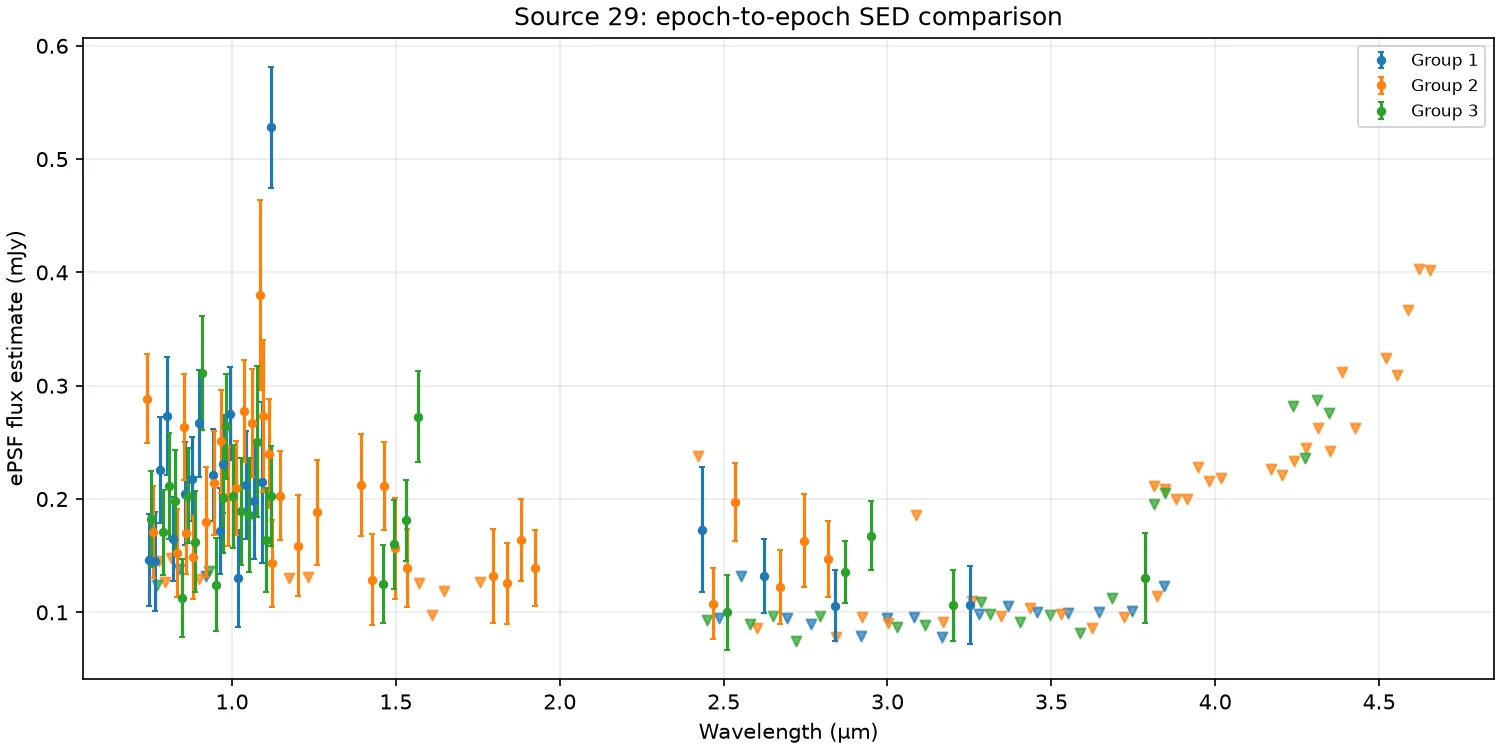 Source 29: epoch-to-epoch SED comparison
ePSF flux estimate (mJy)
0.6
0.5
0.4
0.3
0.2
0.1
Group 1
Group 2
Group 3
1.0 1.5 2.0 2.5 3.0 3.5 4.0 4.5
Wavelength (μm)